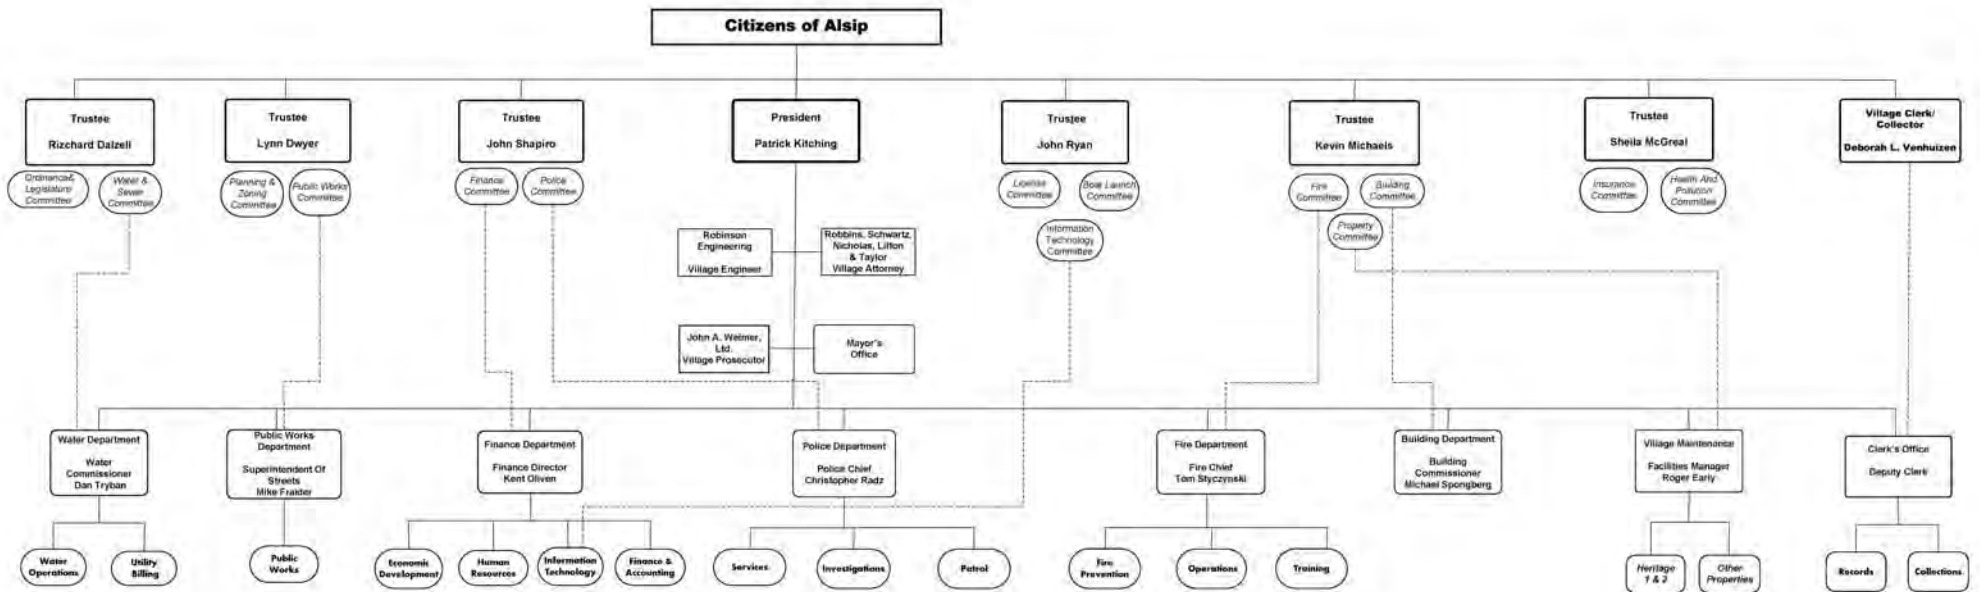 Citizens of Alsip
Trustee
Rizchard Dalzell
Trustee
Lynn Dwyer
Trustee
John Shapiro
President
Patrick Kitching
Trustee
John Ryan
Trustee
Kevin Michaels
Trustee
Sheila McGreal
Village Clerk/
Collector
Deborah L. Venhuizen
Ordinance&
Legislature
Committee
Water &
Sewer
Committee
Planning &
Zoning
Committee
Public Works
Committee
Finance
Committee
Police
Committee
License
Committee
Boat Launch
Committee
Information
Technology
Committee
Fire
Committee
Building
Committee
Property
Committee
Insurance
Committee
Health And
Pollution
Committee
Robinson
Engineering
Village Engineer
Robbins, Schwartz,
Nicholas, Lifton
& Taylor
Village Attorney
John A. Welmer,
Ltd.
Village Prosecutor
Mayor's
Office
Water Department
Water
Commissioner
Dan Tryban
Public Works
Department
Superintendent Of
Streets
Mike Fraider
Finance Department
Finance Director
Kent Oliven
Police Department
Police Chief
Christopher Radz
Fire Department
Fire Chief
Tom Styczynski
Building Department
Building
Commissioner
Michael Spongberg
Village Maintenance
Facilities Manager
Roger Early
Clerk's Office
Deputy Clerk
Water
Operations
Utility
Billing
Public
Works
Economic
Development
Human
Resources
Information
Technology
Finance &
Accounting
Services
Investigations
Patrol
Fire
Prevention
Operations
Training
Heritage
1 & 2
Other
Properties
Records
Collections